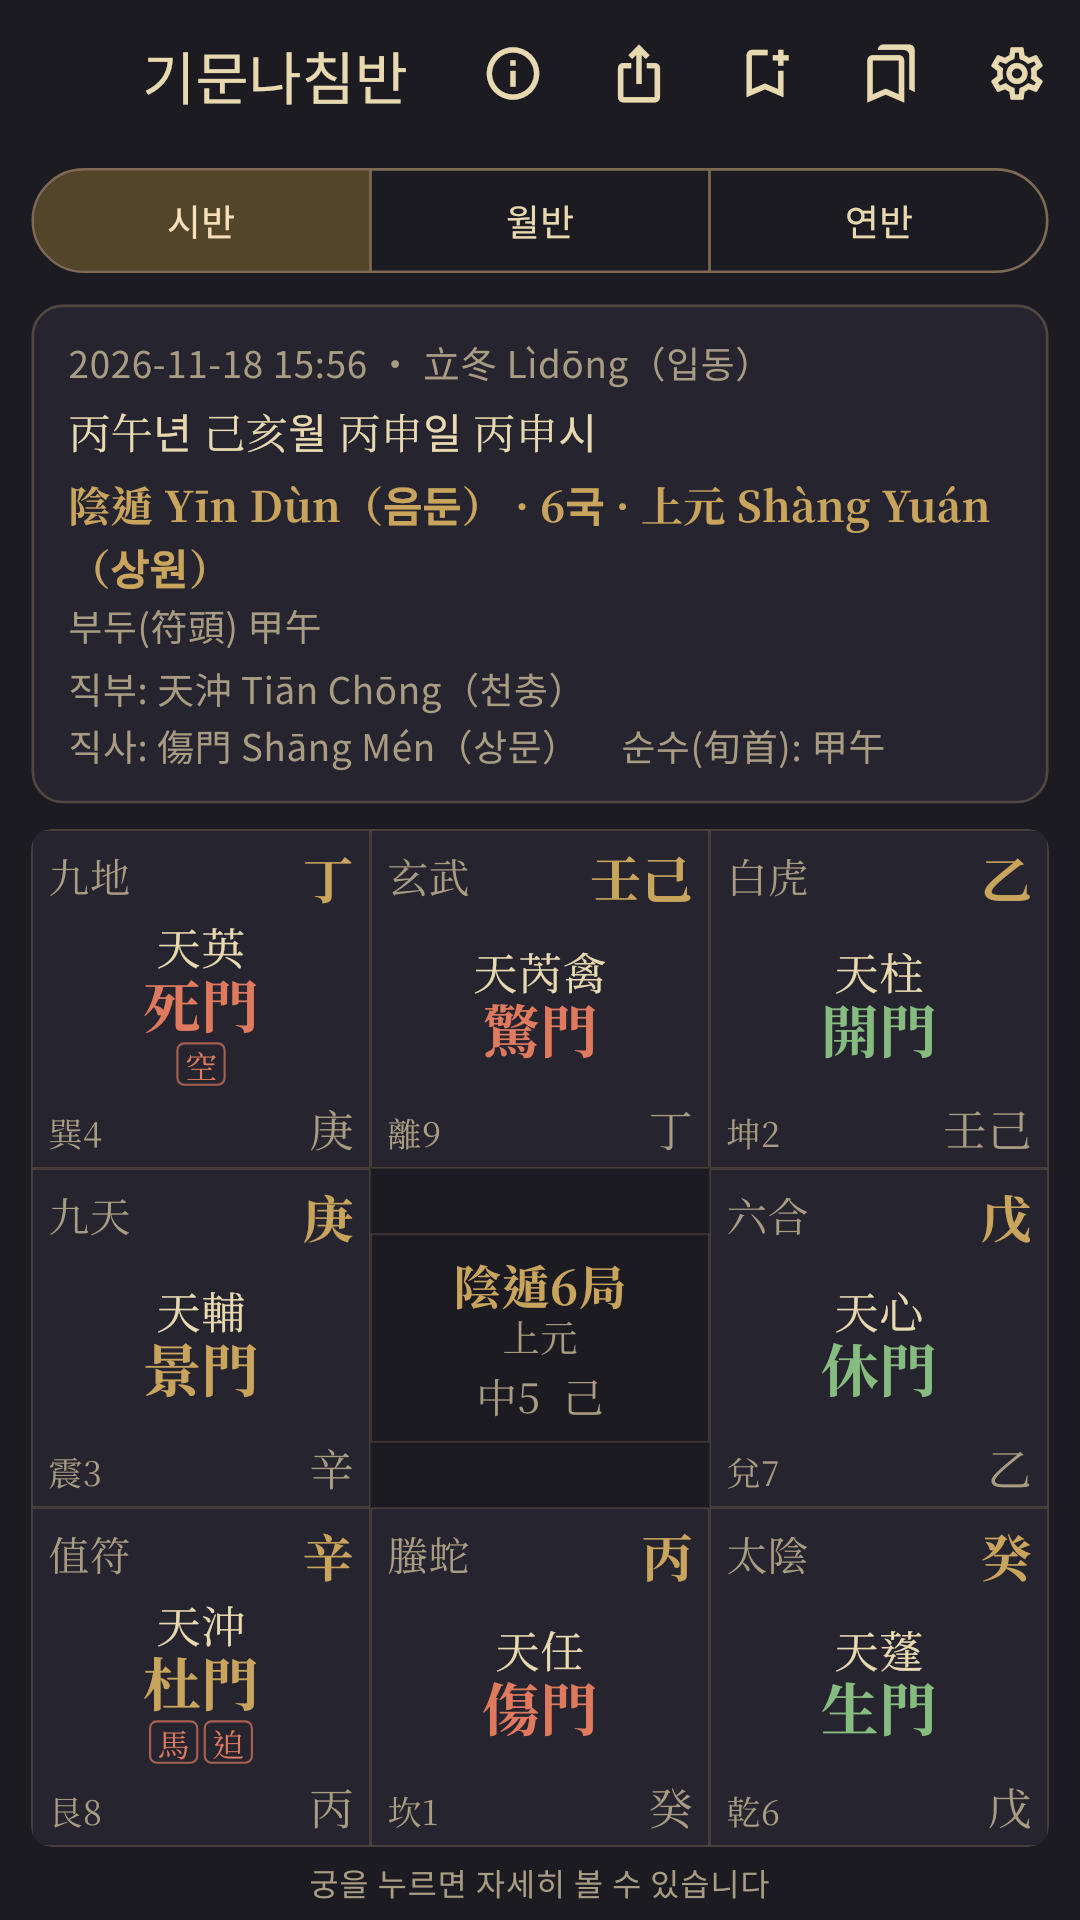 기문나침반
시반
월반
연반
2026-11-18 15:56 · 立冬 Lìdōng（입동）
丙午년 己亥월 丙申일 丙申시
陰遁 Yīn Dùn（음둔） · 6국 · 上元 Shàng Yuán
（상원）
부두(符頭) 甲午
직부: 天沖 Tiān Chōng（천충）
직사: 傷門 Shāng Mén（상문） 순수(旬首): 甲午
九地 丁
天英
死門
空
巽4 庚
玄武 壬己
天芮禽
驚門
離9 丁
白虎 乙
天柱
開門
坤2 壬己
九天 庚
天輔
景門
震3 辛
陰遁6局
上元
中5 己
六合 戊
天心
休門
兌7 乙
值符 辛
天沖
杜門
馬 迫
艮8 丙
螣蛇 丙
天任
傷門
坎1 癸
太陰 癸
天蓬
生門
乾6 戊
궁을 누르면 자세히 볼 수 있습니다